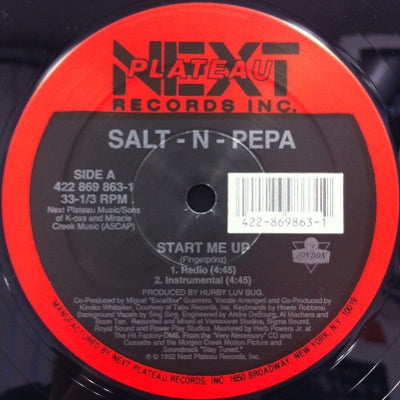 NEXT
PLATEAU
RECORDS INC.
SALT - N - PEPA
SIDE A
422 869 863-1
33-1/3 RPM
Next Plateau Music/Sons
of K-oss and Miracle
Creek Music (ASCAP)
422-869863-1
LONDON
START ME UP
(Fingerprinz)
1. Radio (4:45)
2. Instrumental (4:45)
PRODUCED BY HURBY LUV BUG.
Co-Produced by Miguel "Excalibur" Guerrero. Vocals Arranged and Co-Produced by
Kimiko Whittaker, Courtesy of Tabu Records, Inc. Keyboards by Howie Robbins.
Background Vocals by Sing Sing. Engineered by Andre DeBourg, Al Machera and
Doom Tan. Recorded and Mixed at Vancouver Studios, Sigma Sound,
Royal Sound and Power Play Studios. Mastered by Herb Powers Jr. at
The Hit Factory-DMS. From the "Very Necessary" CD and
Cassette and the Morgan Creek Motion Picture and
Soundtrack "Stay Tuned."
℗ © 1992 Next Plateau Records, Inc.
MANUFACTURED BY NEXT PLATEAU RECORDS, INC. 1650 BROADWAY, NEW YORK, N.Y. 10019